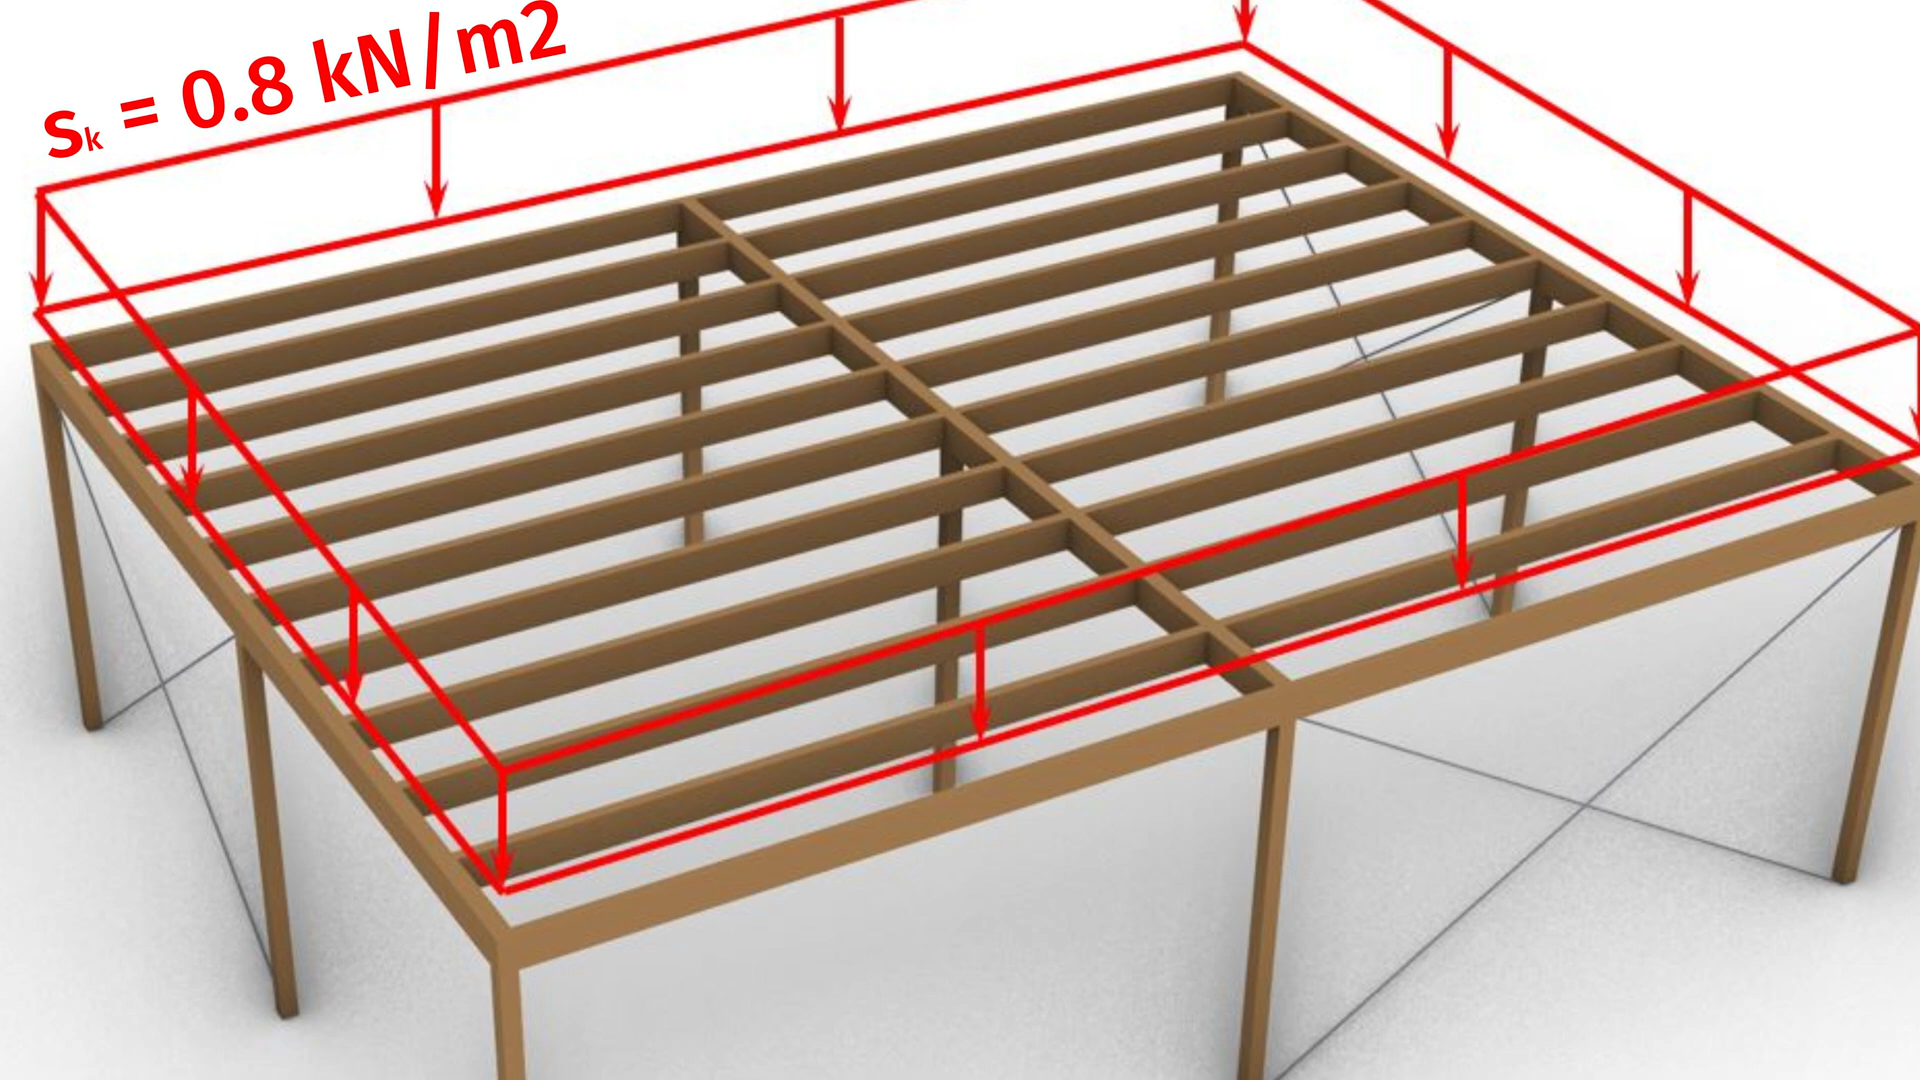 sₖ = 0.8 kN/m2